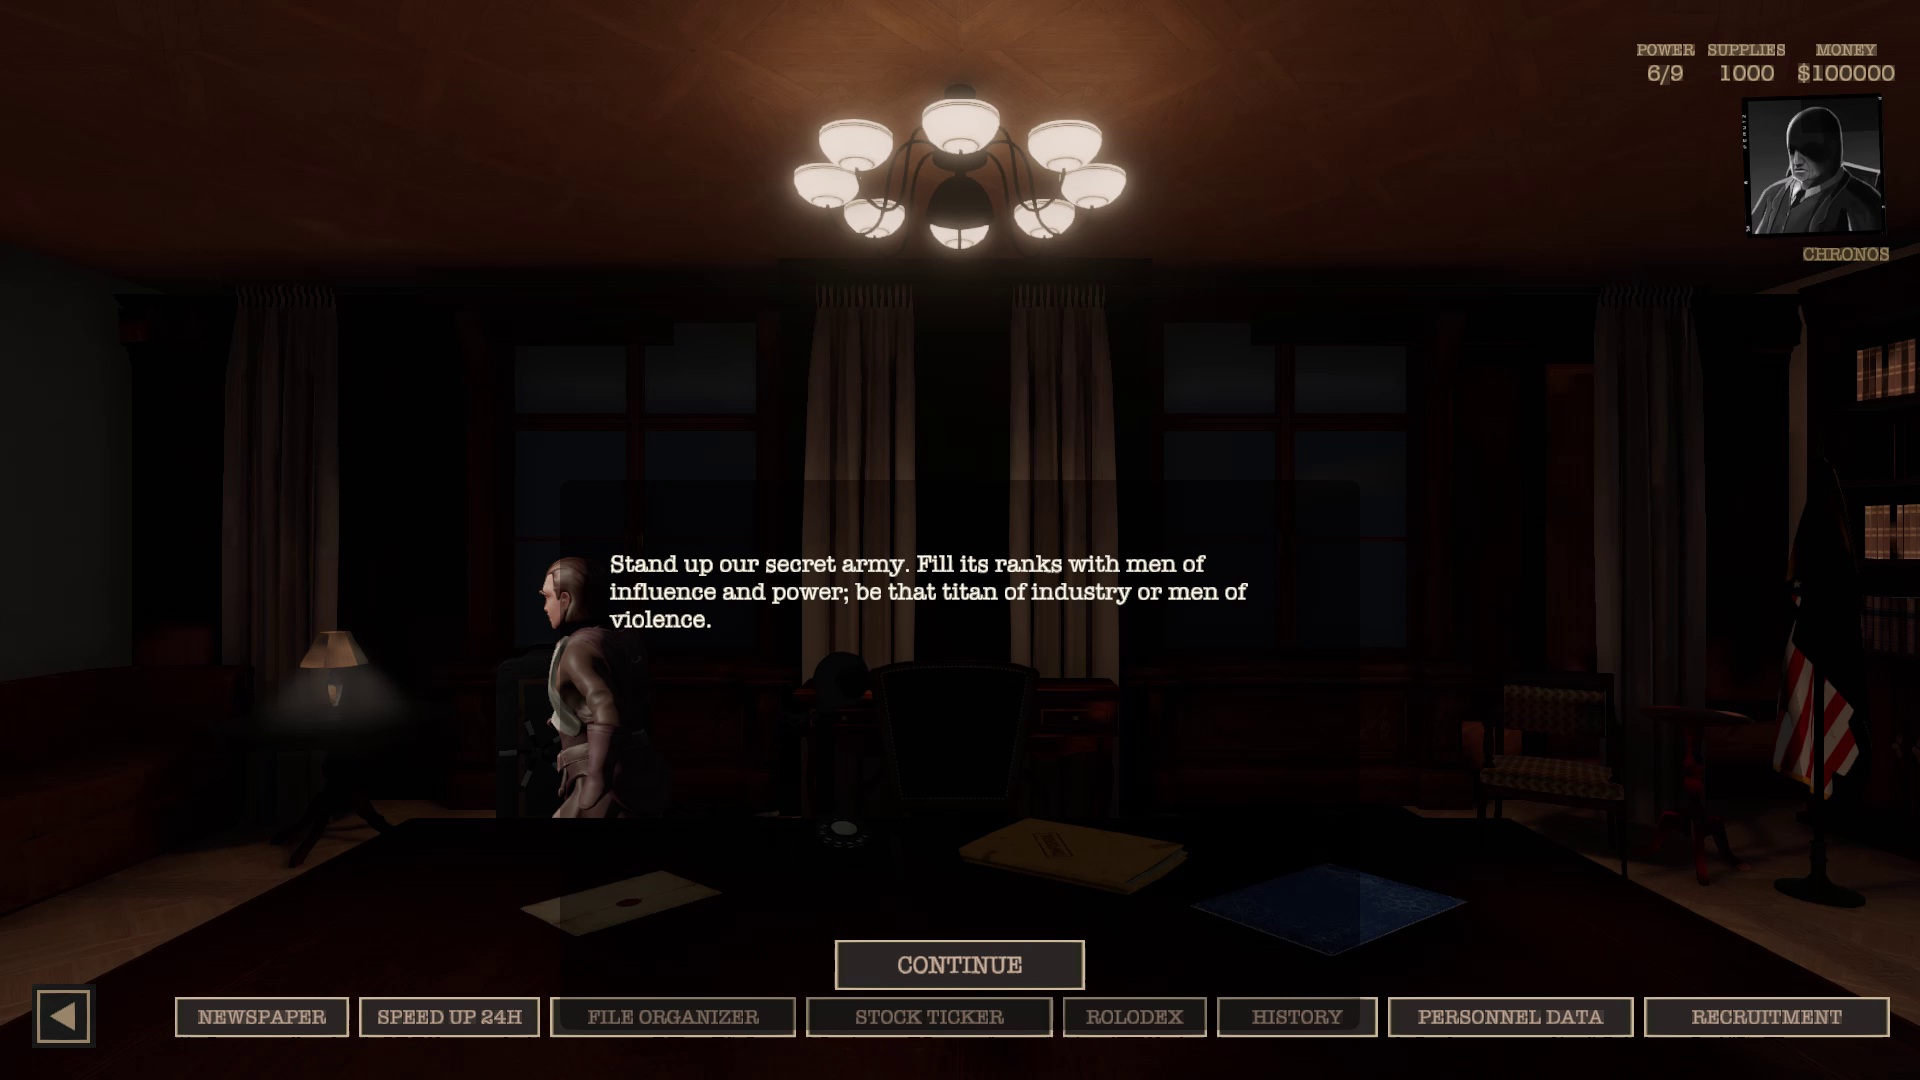 POWER SUPPLIES MONEY
6/9 1000 $100000
CHRONOS
Stand up our secret army. Fill its ranks with men of
influence and power; be that titan of industry or men of
violence.
CONTINUE
NEWSPAPER SPEED UP 24H FILE ORGANIZER STOCK TICKER ROLODEX HISTORY PERSONNEL DATA RECRUITMENT